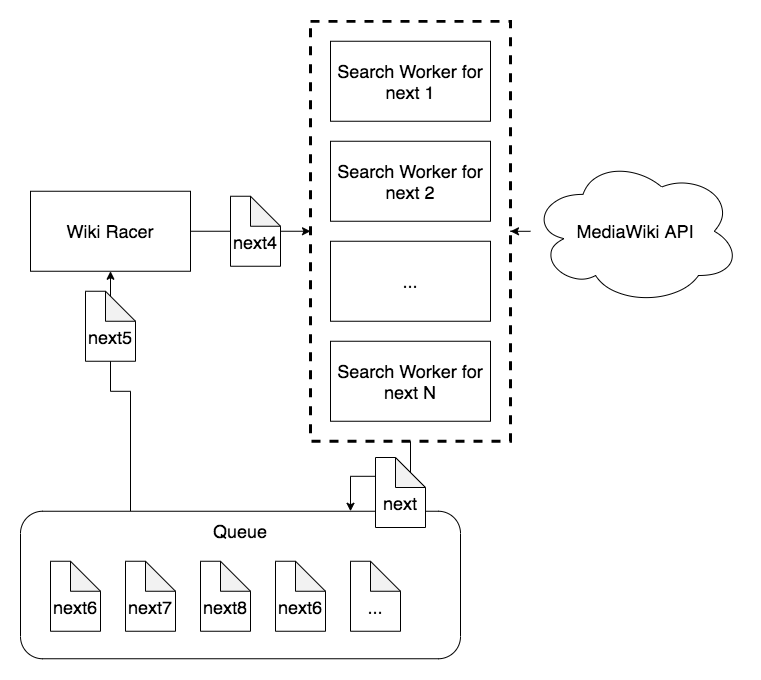 Search Worker for
next 1
Search Worker for
next 2
Wiki Racer
next4
MediaWiki API
...
next5
Search Worker for
next N
next
Queue
next6
next7
next8
next6
...